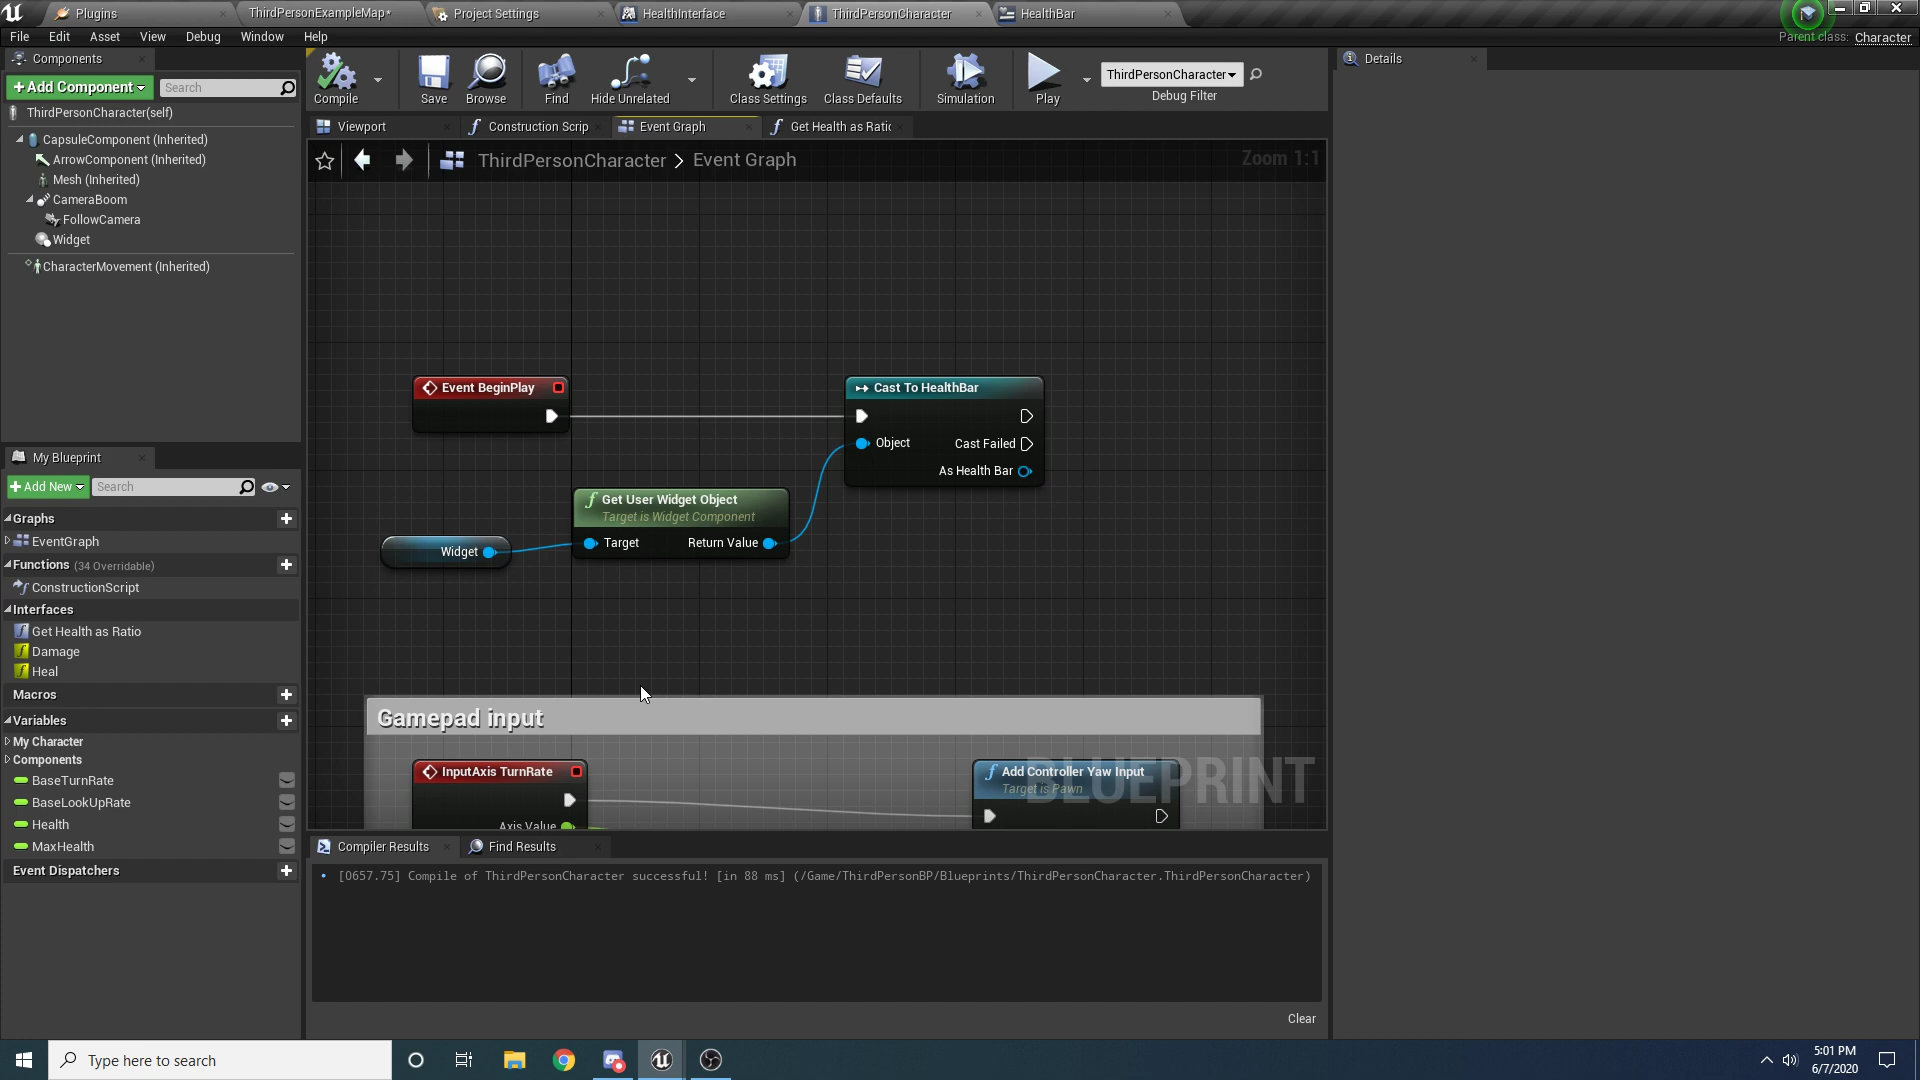 Plugins
ThirdPersonExampleMap*
Project Settings
HealthInterface
ThirdPersonCharacter
HealthBar
File Edit Asset View Debug Window Help
Parent class: Character
Components
+Add Component
Search
ThirdPersonCharacter(self)
CapsuleComponent (Inherited)
ArrowComponent (Inherited)
Mesh (Inherited)
CameraBoom
FollowCamera
Widget
CharacterMovement (Inherited)
Compile
Save
Browse
Find
Hide Unrelated
Class Settings
Class Defaults
Simulation
Play
ThirdPersonCharacter
Debug Filter
Details
Viewport
Construction Scrip
Event Graph
Get Health as Ratic
ThirdPersonCharacter > Event Graph
Zoom 1:1
Event BeginPlay
Cast To HealthBar
Object
Cast Failed
As Health Bar
Get User Widget Object
Target is Widget Component
Target
Return Value
Widget
Gamepad input
InputAxis TurnRate
Axis Value
Add Controller Yaw Input
Target is Pawn
BLUEPRINT
My Blueprint
+Add New
Search
Graphs
EventGraph
Functions (34 Overridable)
ConstructionScript
Interfaces
Get Health as Ratio
Damage
Heal
Macros
Variables
My Character
Components
BaseTurnRate
BaseLookUpRate
Health
MaxHealth
Event Dispatchers
Compiler Results
Find Results
[0657.75] Compile of ThirdPersonCharacter successful! [in 88 ms] (/Game/ThirdPersonBP/Blueprints/ThirdPersonCharacter.ThirdPersonCharacter)
Clear
Type here to search
5:01 PM
6/7/2020